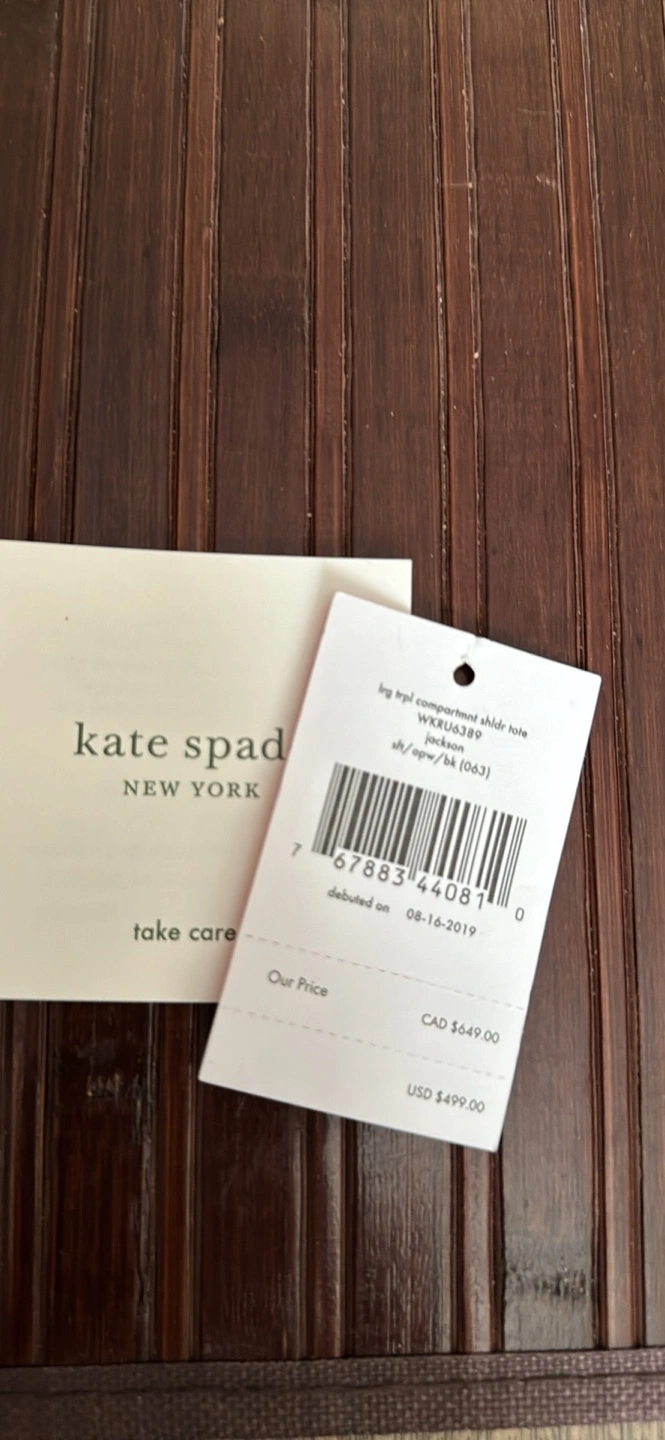 kate spad
NEW YORK
take care
lrg trpl compartmnt shldr tote
WKRU6389
jackson
sft/opw/bk (063)
7 67883 44081 0
debuted on 08-16-2019
Our Price
CAD $649.00
USD $499.00